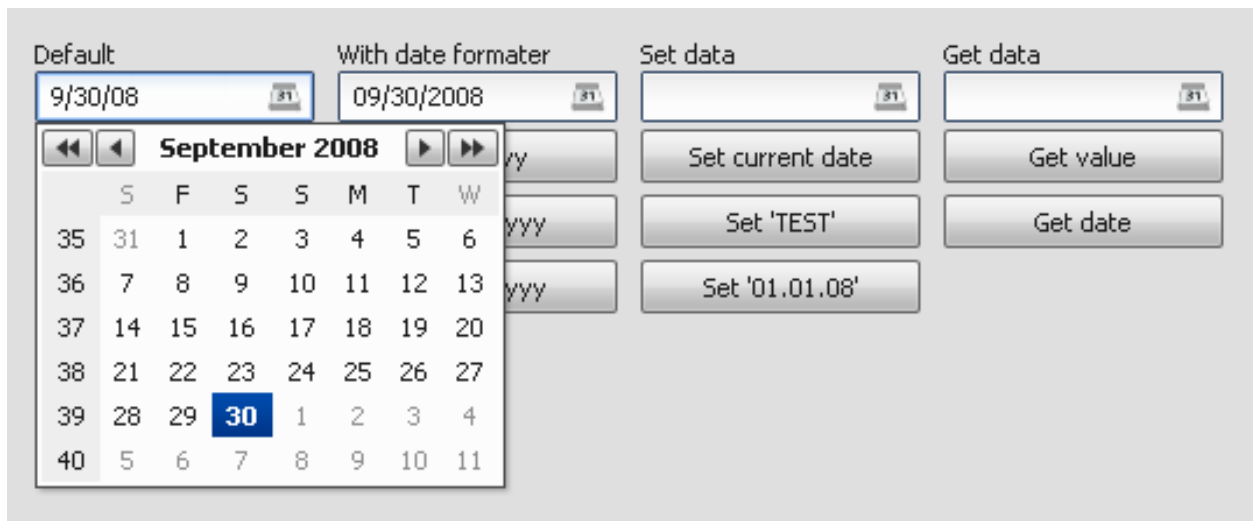 Default With date formater Set data Get data
9/30/08 09/30/2008
September 2008
yy Set current date Get value
S F S S M T W
yyy Set 'TEST' Get date
35 31 1 2 3 4 5 6
36 7 8 9 10 11 12 13
yyy Set '01.01.08'
37 14 15 16 17 18 19 20
38 21 22 23 24 25 26 27
39 28 29 30 1 2 3 4
40 5 6 7 8 9 10 11